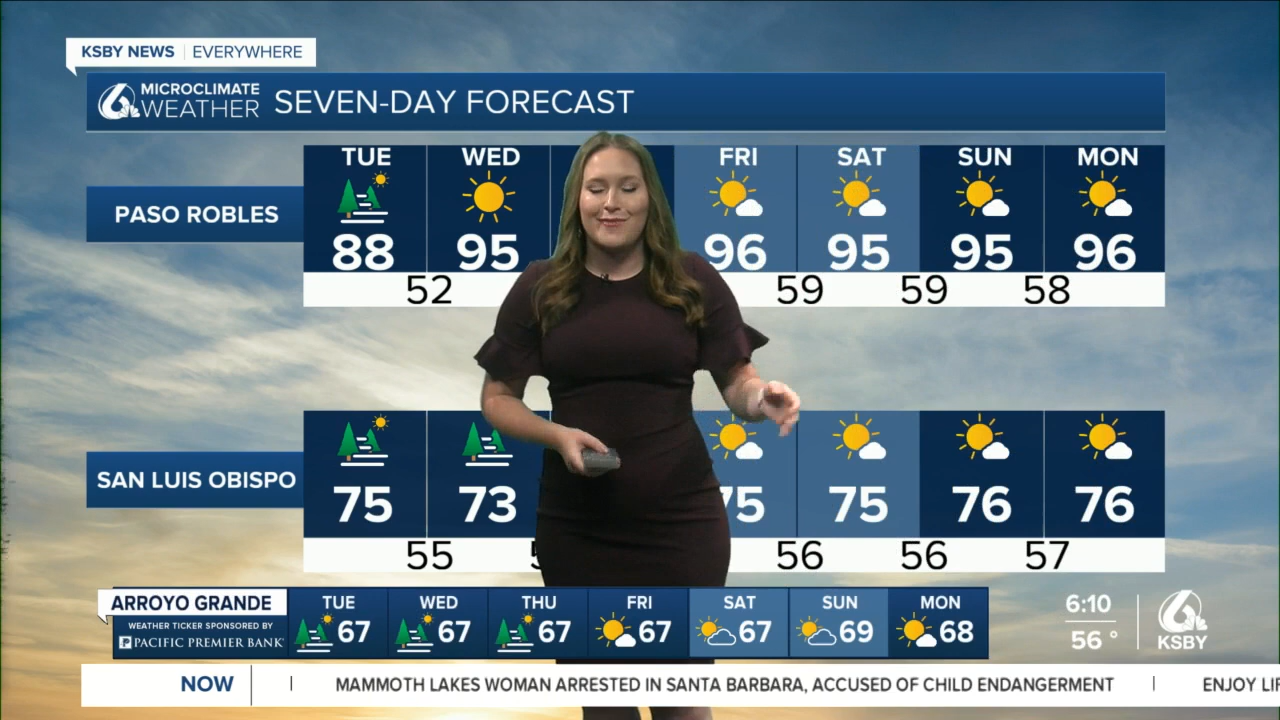 KSBY NEWS EVERYWHERE
6 MICROCLIMATE WEATHER SEVEN-DAY FORECAST
TUE WED FRI SAT SUN MON
PASO ROBLES
88 95 96 95 95 96
52 59 59 58
SAN LUIS OBISPO
75 73 75 75 76 76
55 56 56 57
ARROYO GRANDE
WEATHER TICKER SPONSORED BY
PACIFIC PREMIER BANK
TUE WED THU FRI SAT SUN MON
67 67 67 67 67 69 68
6:10
56 °
6
KSBY
NOW MAMMOTH LAKES WOMAN ARRESTED IN SANTA BARBARA, ACCUSED OF CHILD ENDANGERMENT ENJOY